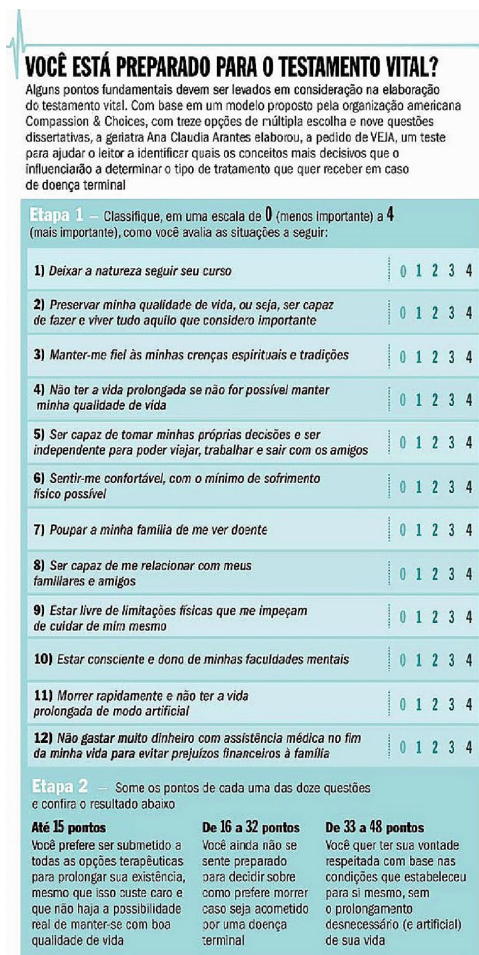 VOCÊ ESTÁ PREPARADO PARA O TESTAMENTO VITAL?
Alguns pontos fundamentais devem ser levados em consideração na elaboração
do testamento vital. Com base em um modelo proposto pela organização americana
Compassion & Choices, com treze opções de múltipla escolha e nove questões
dissertativas, a geriatra Ana Claudia Arantes elaborou, a pedido de VEJA, um teste
para ajudar o leitor a identificar quais os conceitos mais decisivos que o
influenciarão a determinar o tipo de tratamento que quer receber em caso
de doença terminal
Etapa 1 — Classifique, em uma escala de 0 (menos importante) a 4
(mais importante), como você avalia as situações a seguir:
1) Deixar a natureza seguir seu curso 0 1 2 3 4
2) Preservar minha qualidade de vida, ou seja, ser capaz
de fazer e viver tudo aquilo que considero importante 0 1 2 3 4
3) Manter-me fiel às minhas crenças espirituais e tradições 0 1 2 3 4
4) Não ter a vida prolongada se não for possível manter
minha qualidade de vida 0 1 2 3 4
5) Ser capaz de tomar minhas próprias decisões e ser
independente para poder viajar, trabalhar e sair com os amigos 0 1 2 3 4
6) Sentir-me confortável, com o mínimo de sofrimento
físico possível 0 1 2 3 4
7) Poupar a minha família de me ver doente 0 1 2 3 4
8) Ser capaz de me relacionar com meus
familiares e amigos 0 1 2 3 4
9) Estar livre de limitações físicas que me impeçam
de cuidar de mim mesmo 0 1 2 3 4
10) Estar consciente e dono de minhas faculdades mentais 0 1 2 3 4
11) Morrer rapidamente e não ter a vida
prolongada de modo artificial 0 1 2 3 4
12) Não gastar muito dinheiro com assistência médica no fim
da minha vida para evitar prejuízos financeiros à família 0 1 2 3 4
Etapa 2 — Some os pontos de cada uma das doze questões
e confira o resultado abaixo
Até 15 pontos
Você prefere ser submetido a
todas as opções terapêuticas
para prolongar sua existência,
mesmo que isso custe caro e
que não haja a possibilidade
real de manter-se com boa
qualidade de vida
De 16 a 32 pontos
Você ainda não se
sente preparado
para decidir sobre
como prefere morrer
caso seja acometido
por uma doença
terminal
De 33 a 48 pontos
Você quer ter sua vontade
respeitada com base nas
condições que estabeleceu
para si mesmo, sem
o prolongamento
desnecessário (e artificial)
de sua vida